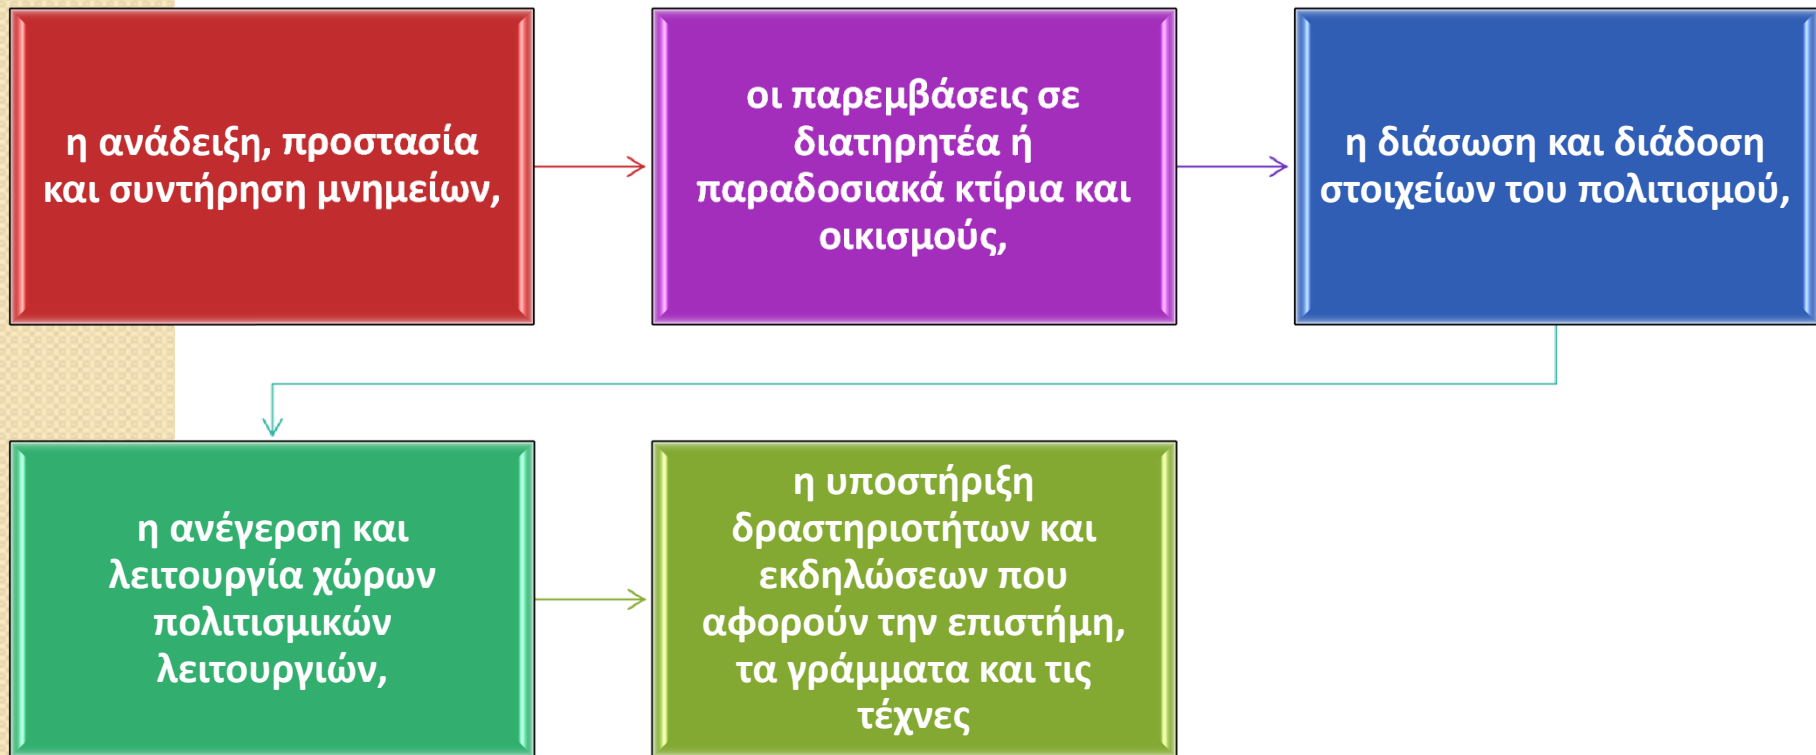 η ανάδειξη, προστασία
και συντήρηση μνημείων,
οι παρεμβάσεις σε
διατηρητέα ή
παραδοσιακά κτίρια και
οικισμούς,
η διάσωση και διάδοση
στοιχείων του πολιτισμού,
η ανέγερση και
λειτουργία χώρων
πολιτισμικών
λειτουργιών,
η υποστήριξη
δραστηριοτήτων και
εκδηλώσεων που
αφορούν την επιστήμη,
τα γράμματα και τις
τέχνες